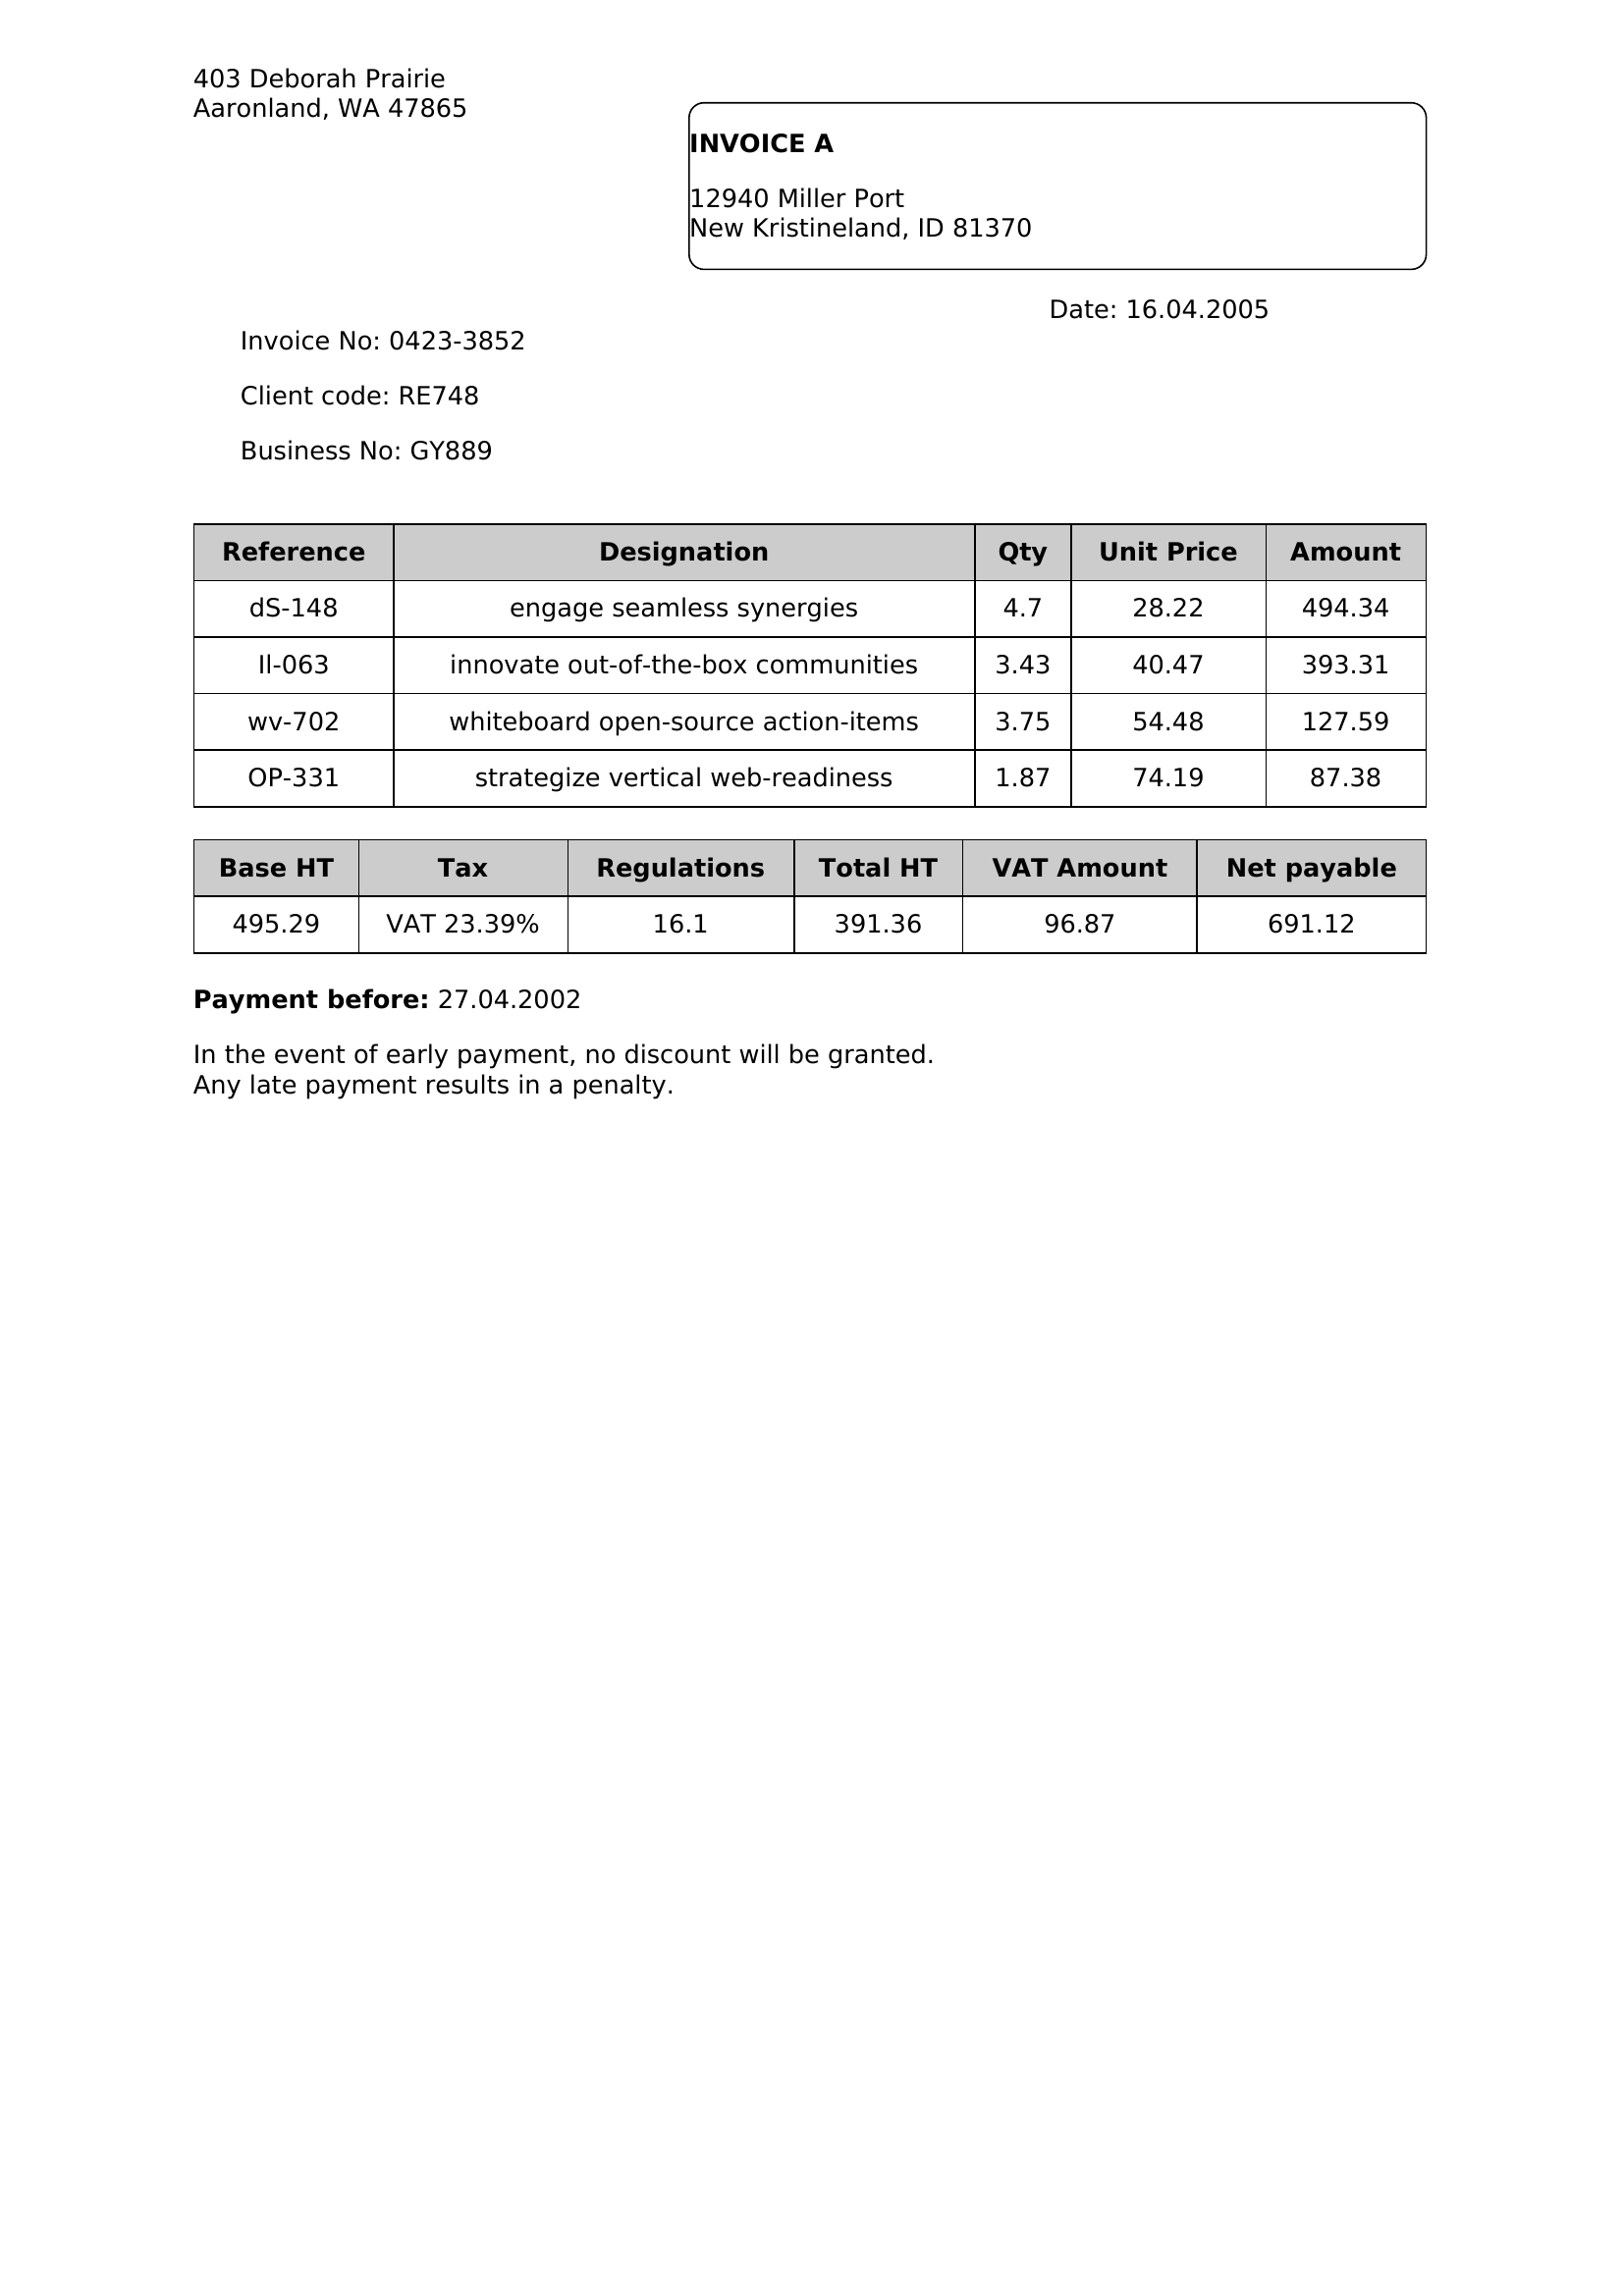 403 Deborah Prairie
Aaronland, WA 47865
INVOICE A
12940 Miller Port
New Kristineland, ID 81370
Date: 16.04.2005
Invoice No: 0423-3852
Client code: RE748
Business No: GY889
Reference Designation Qty Unit Price Amount
dS-148 engage seamless synergies 4.7 28.22 494.34
Il-063 innovate out-of-the-box communities 3.43 40.47 393.31
wv-702 whiteboard open-source action-items 3.75 54.48 127.59
OP-331 strategize vertical web-readiness 1.87 74.19 87.38
Base HT Tax Regulations Total HT VAT Amount Net payable
495.29 VAT 23.39% 16.1 391.36 96.87 691.12
Payment before: 27.04.2002
In the event of early payment, no discount will be granted.
Any late payment results in a penalty.